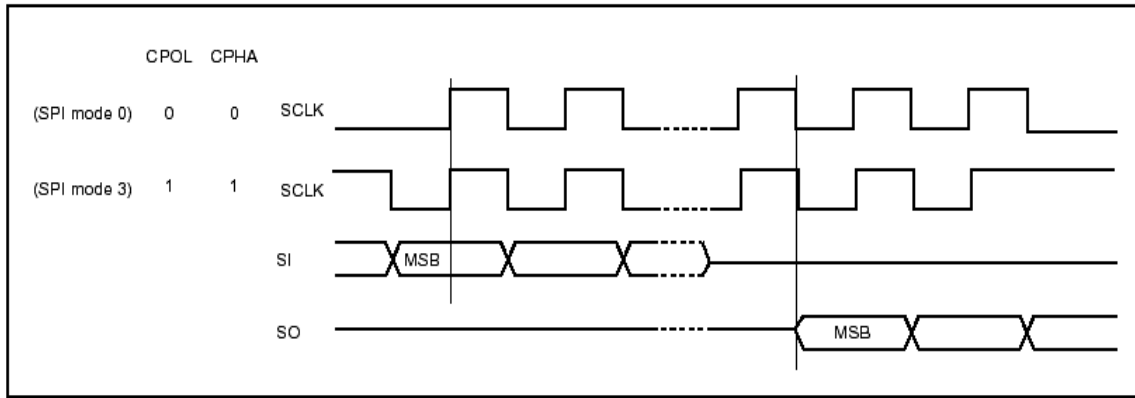 CPOL CPHA
(SPI mode 0) 0 0 SCLK
(SPI mode 3) 1 1 SCLK
SI MSB
SO MSB